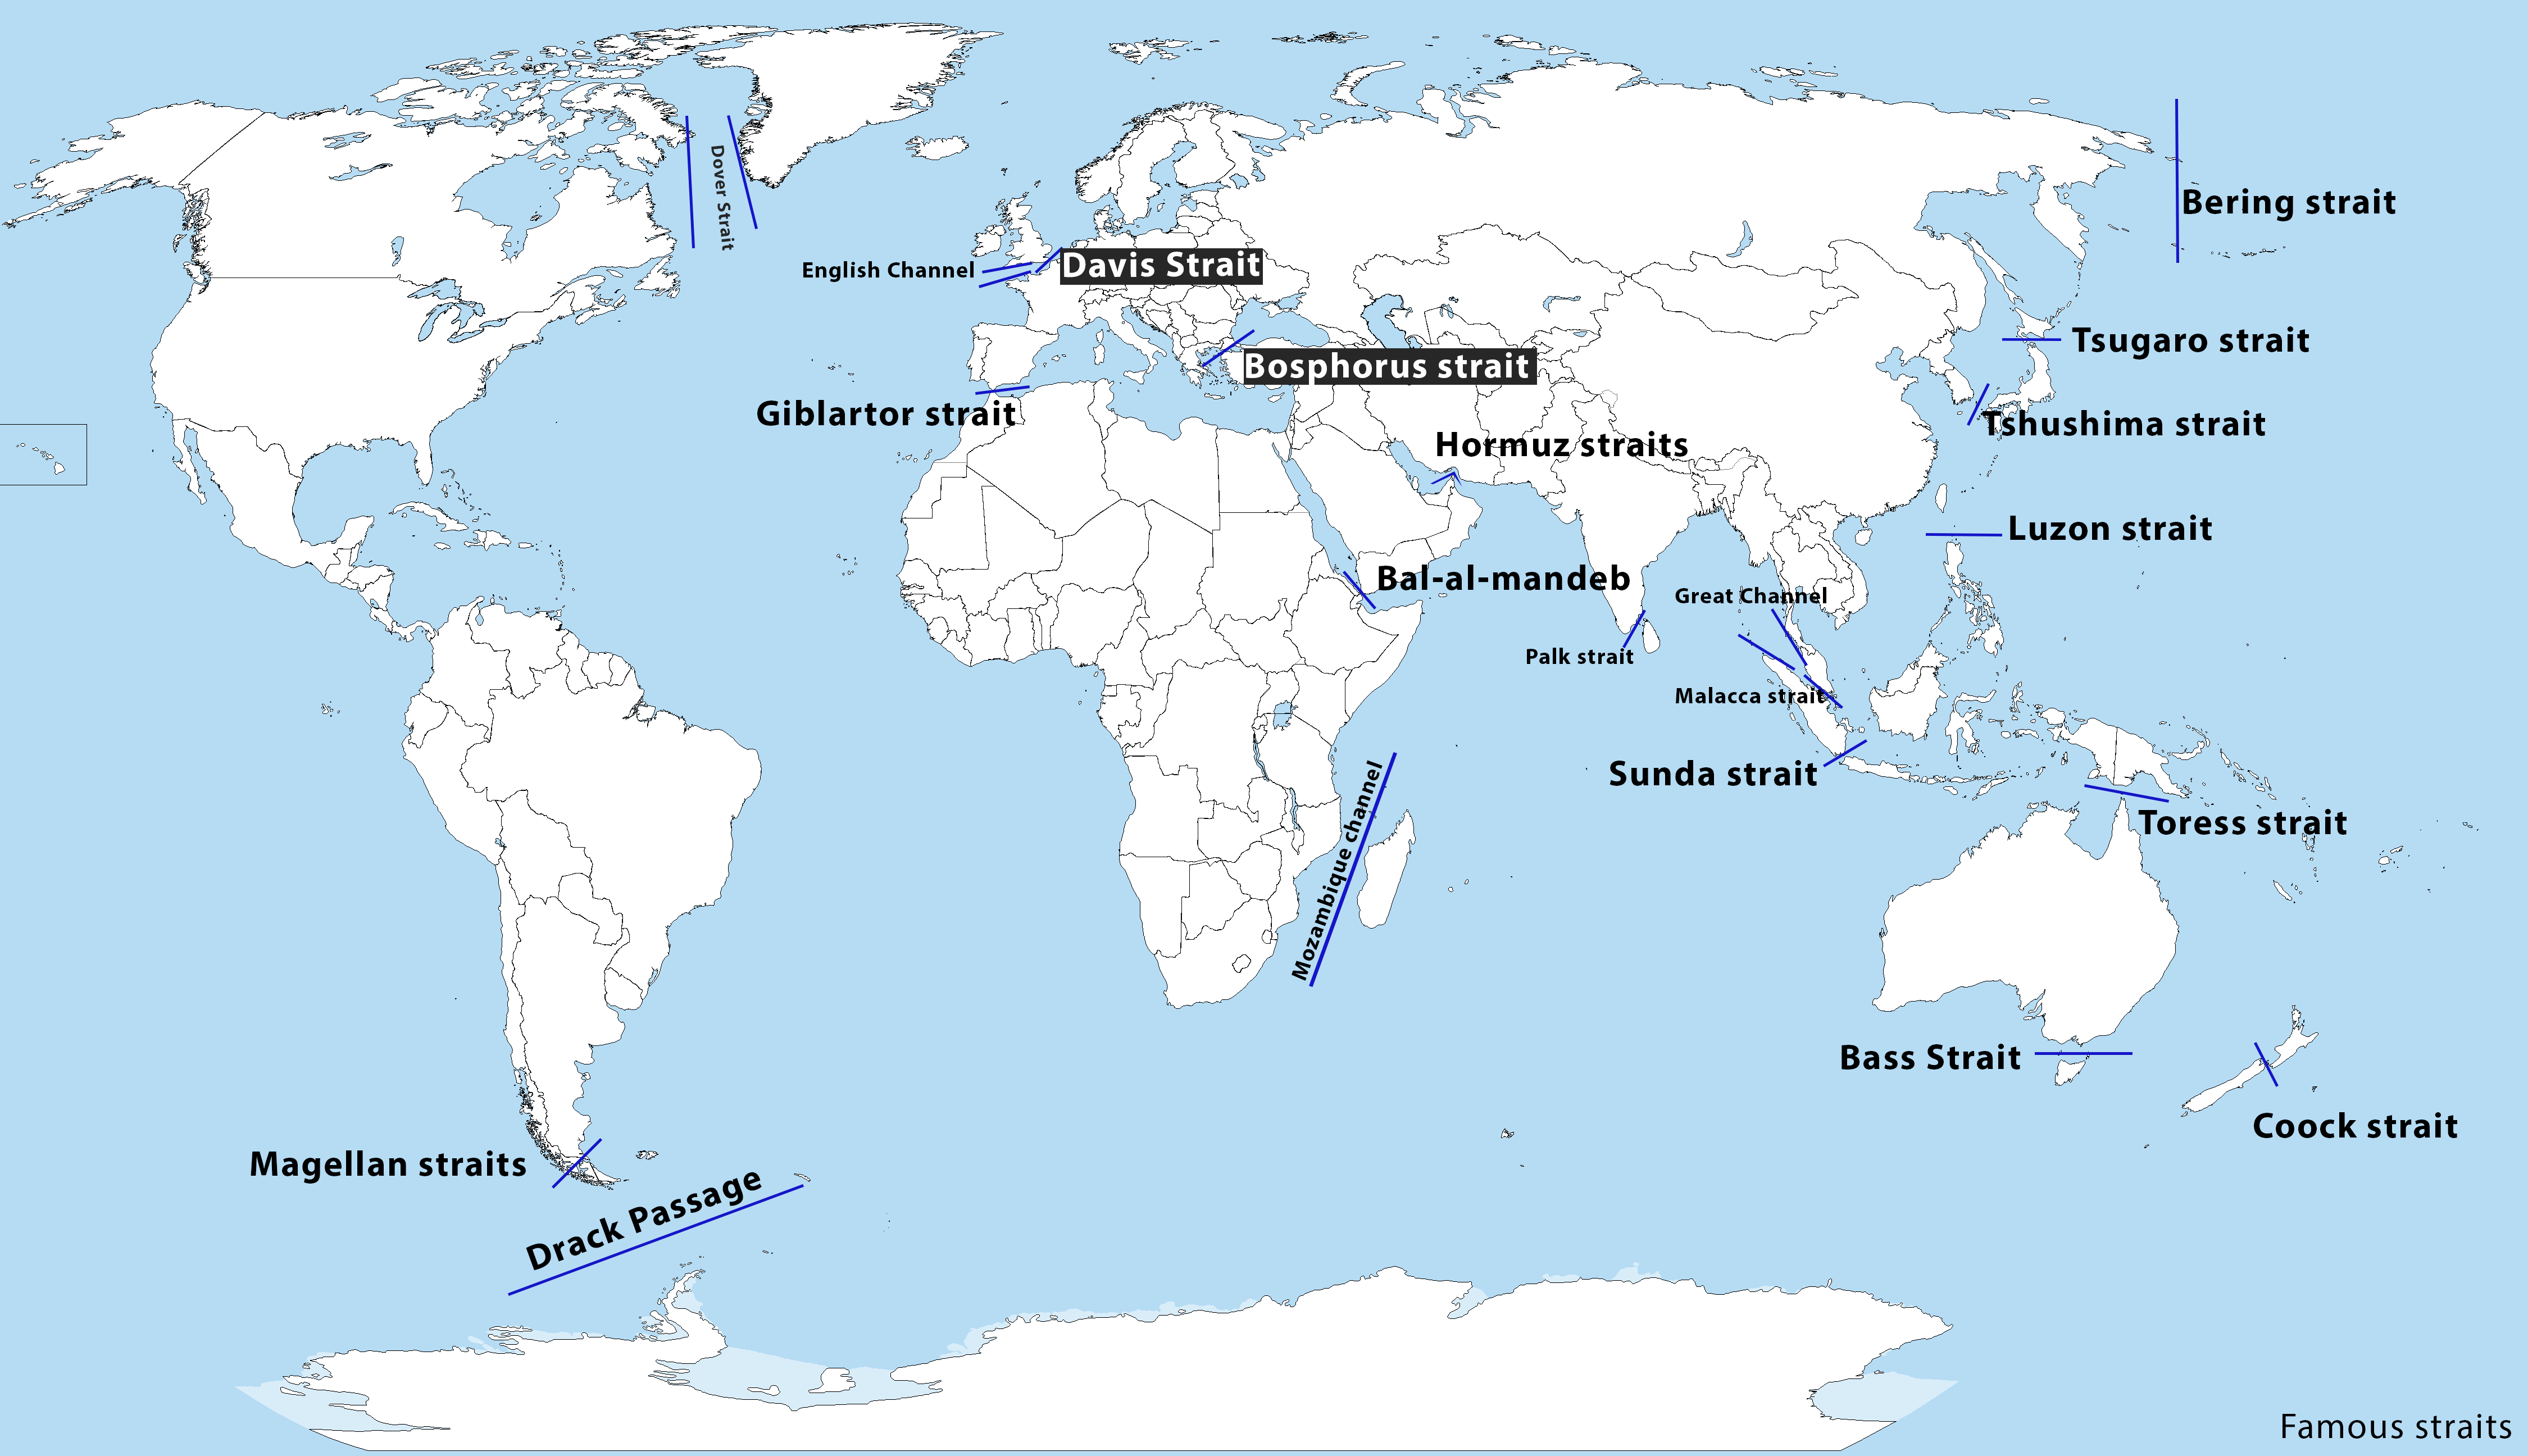 Dover Strait
Bering strait
English Channel
Davis Strait
Tsugaro strait
Bosphorus strait
Giblartor strait
Tshushima strait
Hormuz straits
Luzon strait
Bal-al-mandeb
Great Channel
Palk strait
Malacca strait
Sunda strait
Mozambique channel
Toress strait
Bass Strait
Coock strait
Magellan straits
Drack Passage
Famous straits